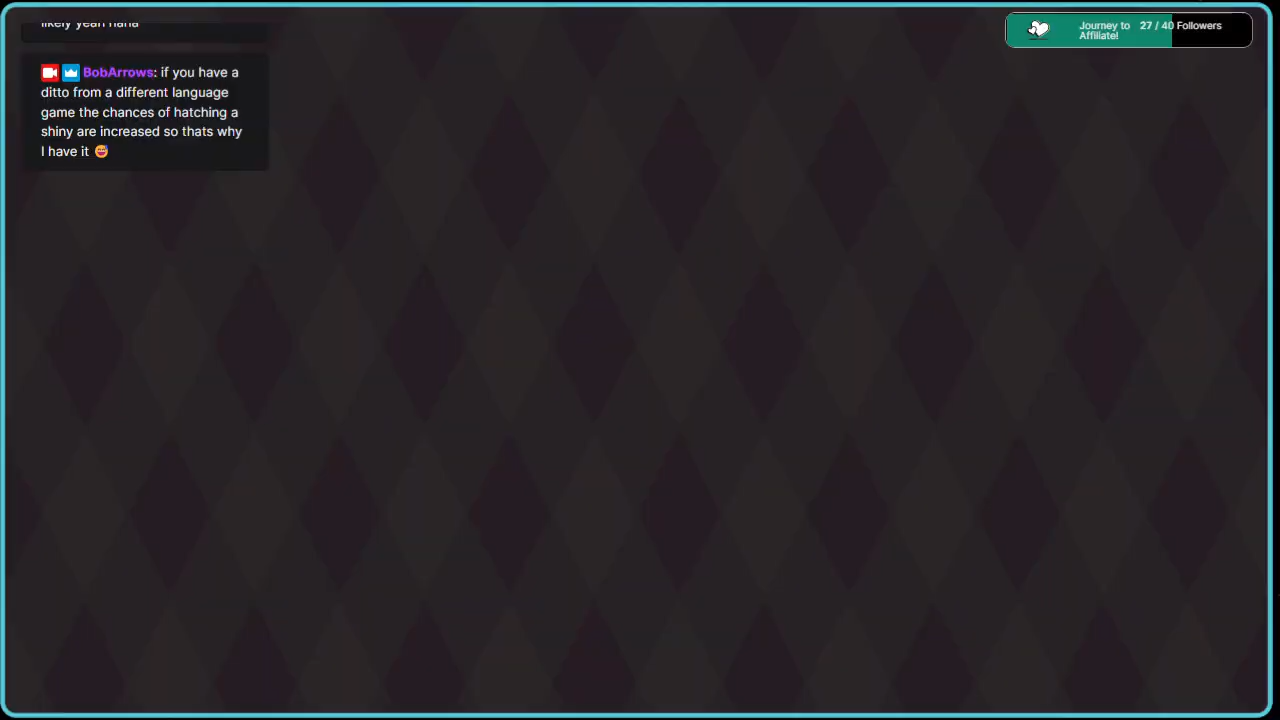 likely yeah haha
BobArrows: if you have a
ditto from a different language
game the chances of hatching a
shiny are increased so thats why
I have it 😅
Journey to
Affiliate!
27 / 40 Followers